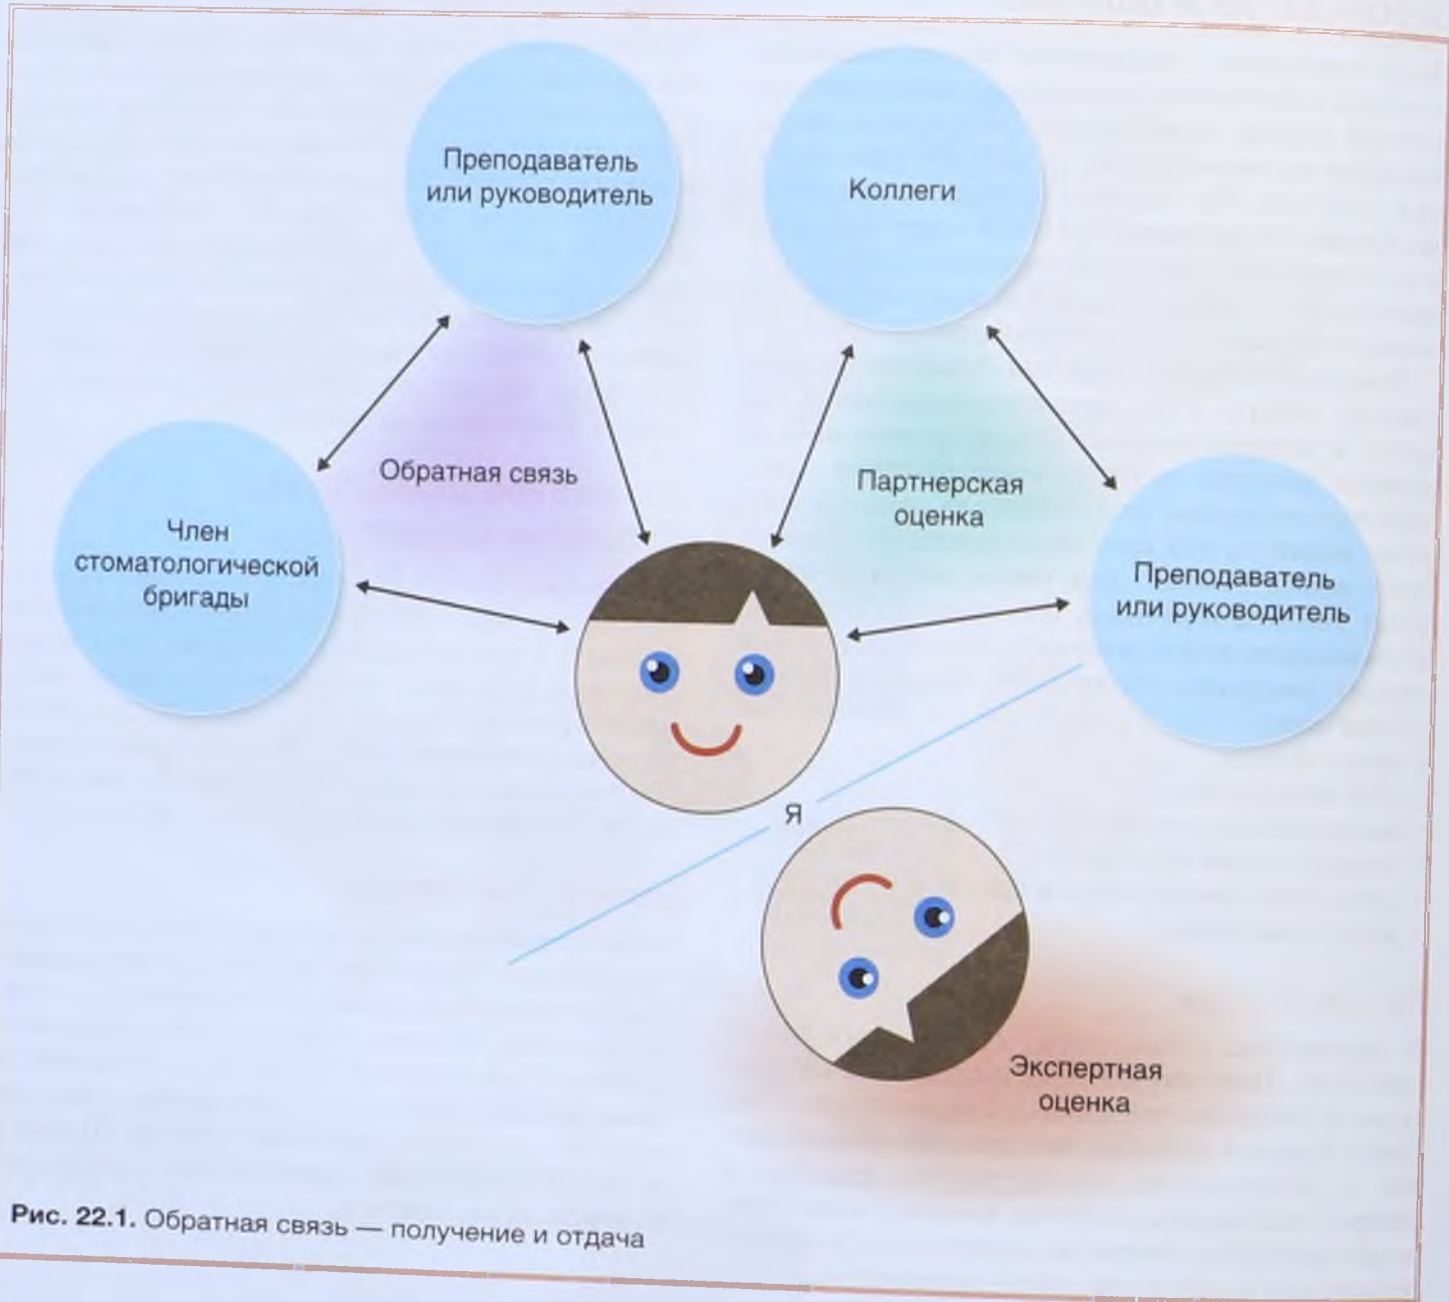 Преподаватель
или руководитель
Коллеги
Обратная связь
Партнерская
оценка
Член
стоматологической
бригады
Преподаватель
или руководитель
Я
Экспертная
оценка
Рис. 22.1. Обратная связь — получение и отдача